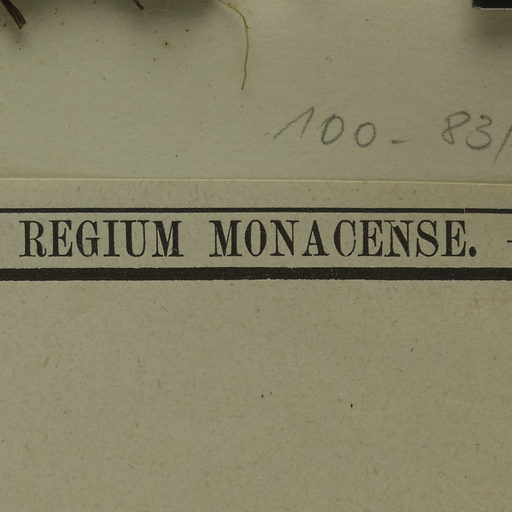 100 - 83/
REGIUM MONACENSE. -